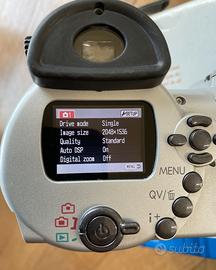 SETUP
Drive mode Single
Image size 2048×1536
Quality Standard
Auto DSP On
Digital zoom Off
MENU
QV/
i+
subito